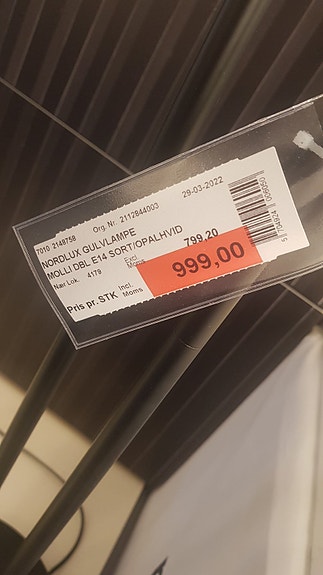 29-03-2022
7010 2148758 Org. Nr. 2112844003
NORDLUX GULVLAMPE
MOLLI DBL E14 SORT/OPALHVID
Nær Lok. 4179 Excl. Moms 799,20
Pris pr. STK Incl. Moms 999,00